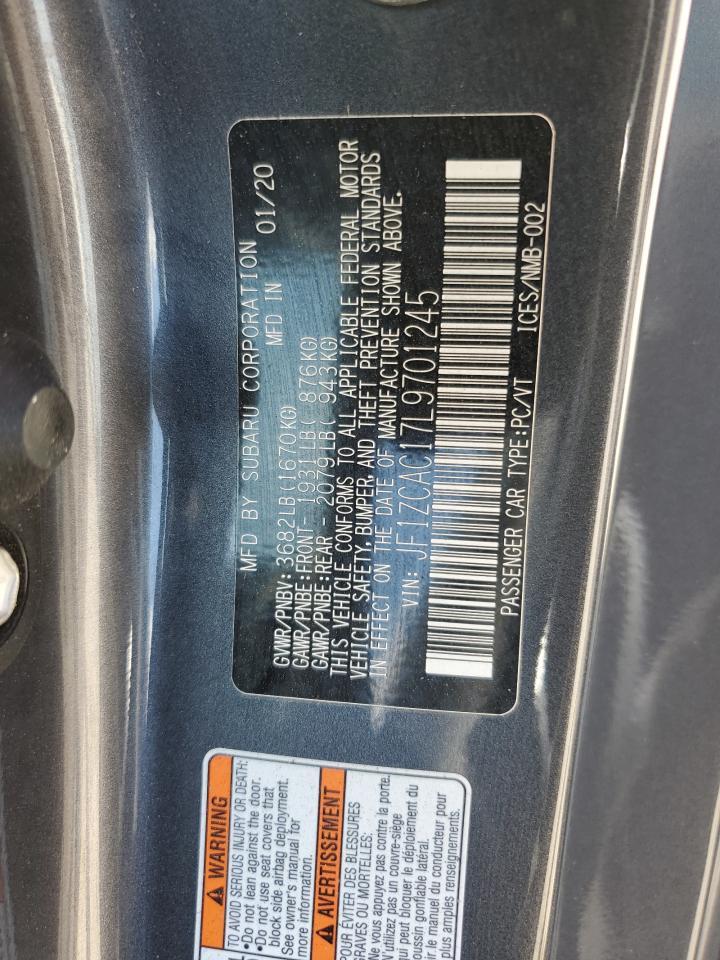 MFD BY SUBARU CORPORATION
MFD IN 01/20
GVWR/PNBV: 3682LB(1670KG)
GAWR/PNBE:FRONT- 1931LB( 876KG)
GAWR/PNBE:REAR - 2079LB( 943KG)
THIS VEHICLE CONFORMS TO ALL APPLICABLE FEDERAL MOTOR
VEHICLE SAFETY, BUMPER, AND THEFT PREVENTION STANDARDS
IN EFFECT ON THE DATE OF MANUFACTURE SHOWN ABOVE.
VIN: JF1ZCAC17L9701245
PASSENGER CAR TYPE:PC/VT ICES/NMB-002
WARNING
TO AVOID SERIOUS INJURY OR DEATH:
•Do not lean against the door.
•Do not use seat covers that
block side airbag deployment.
See owner's manual for
more information.
AVERTISSEMENT
POUR ÉVITER DES BLESSURES
GRAVES OU MORTELLES:
Ne vous appuyez pas contre la porte.
N'utilisez pas un couvre-siège
qui peut bloquer le déploiement du
coussin gonflable latéral.
le manuel du conducteur pour
plus amples renseignements.